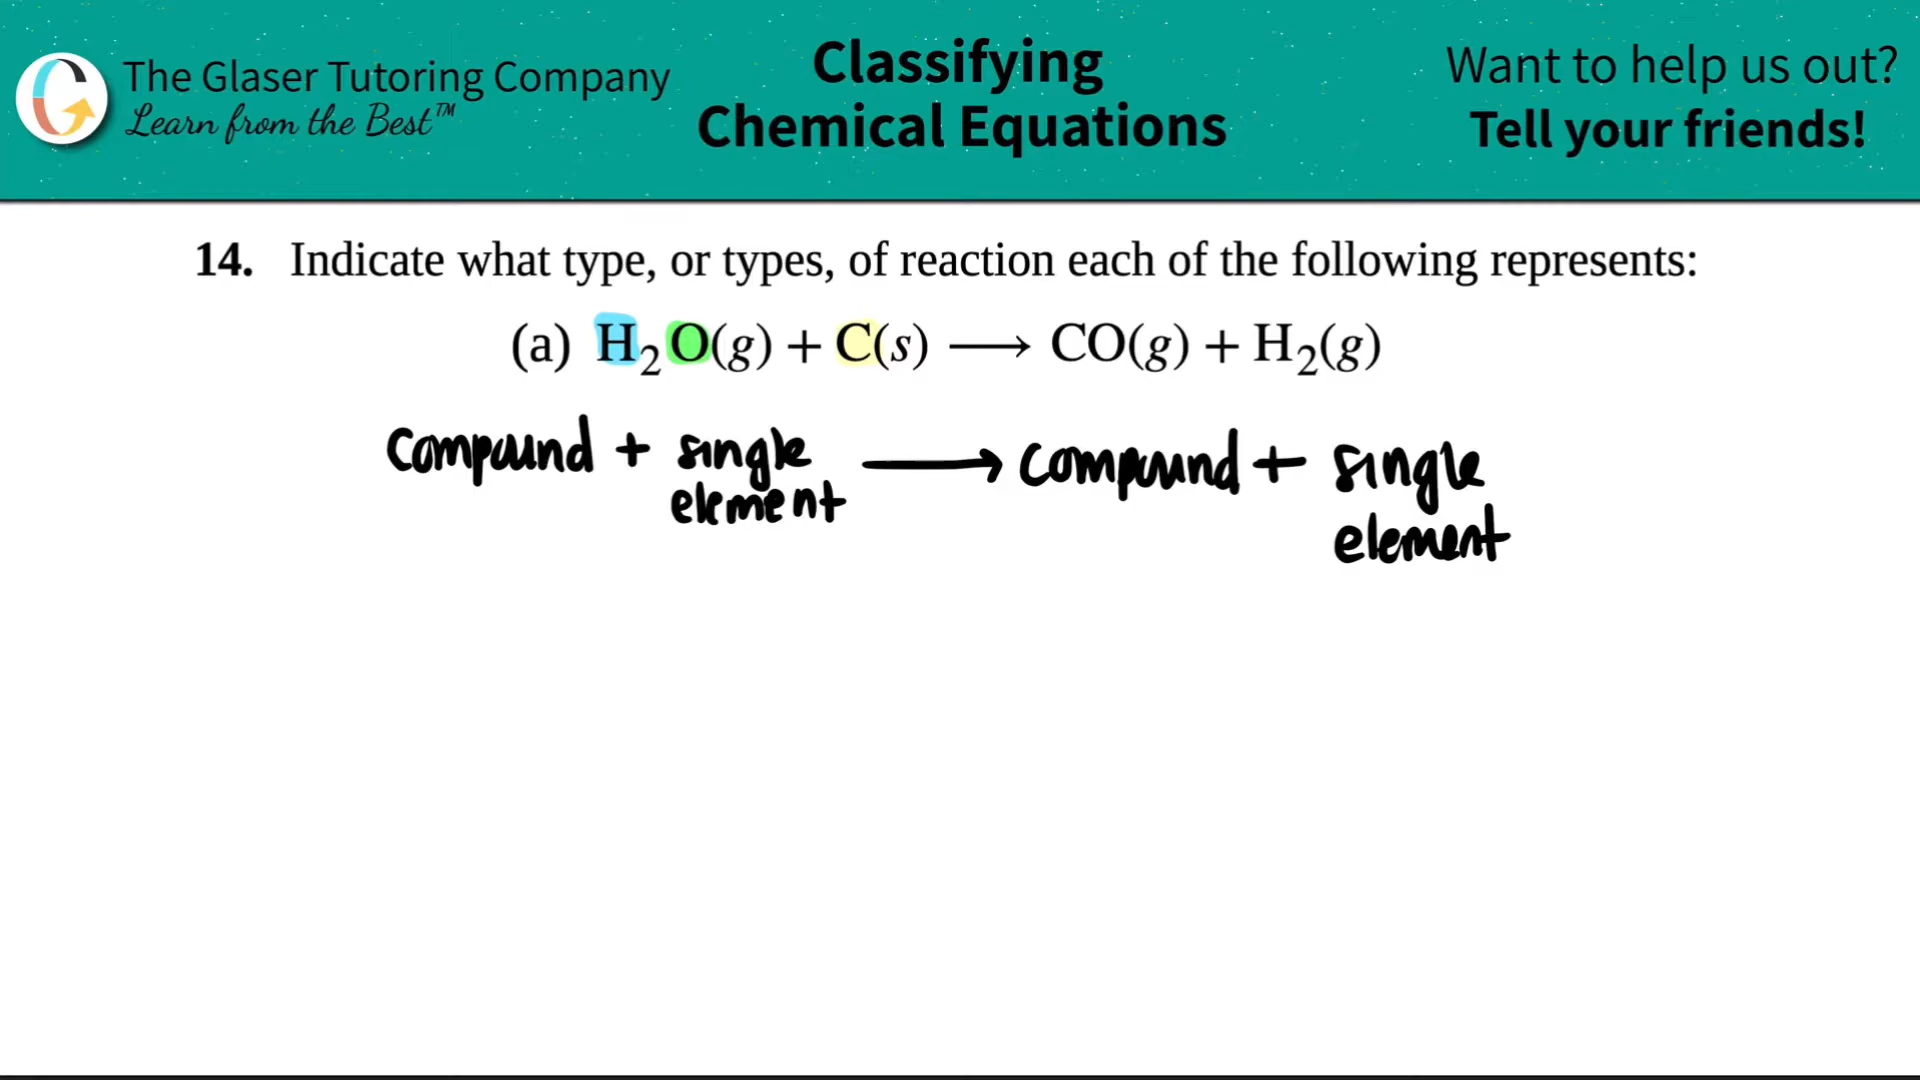 The Glaser Tutoring Company
Learn from the Best™
Classifying
Chemical Equations
Want to help us out?
Tell your friends!
14. Indicate what type, or types, of reaction each of the following represents:
(a) H₂O(g) + C(s) ⟶ CO(g) + H₂(g)
compound + single element ⟶ compound + single element